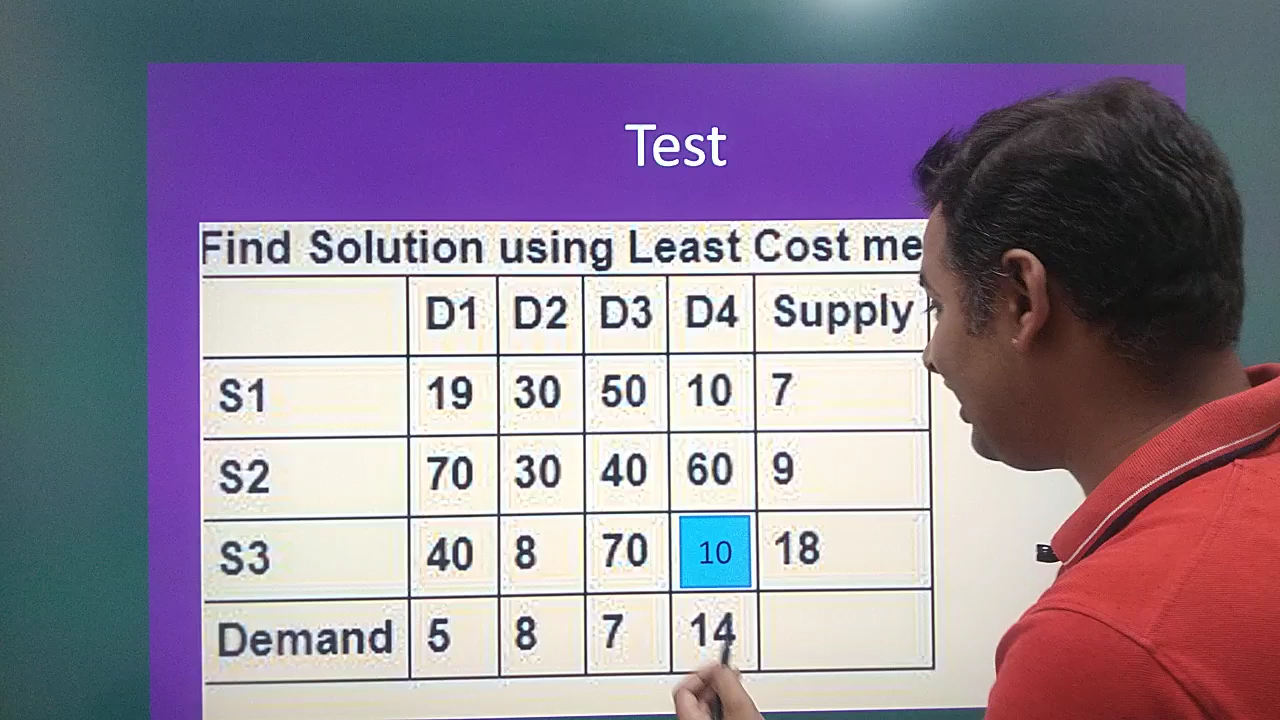 Test
Find Solution using Least Cost me
D1 D2 D3 D4 Supply
S1 19 30 50 10 7
S2 70 30 40 60 9
S3 40 8 70 10 18
Demand 5 8 7 14